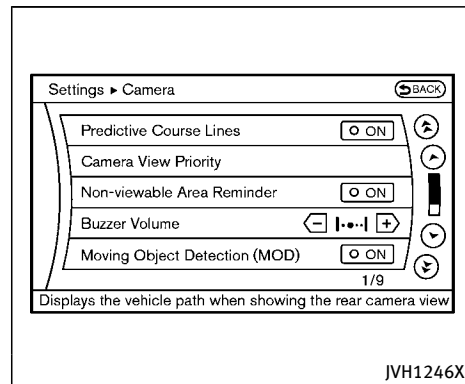 Settings ▸ Camera BACK
Predictive Course Lines ON
Camera View Priority
Non-viewable Area Reminder ON
Buzzer Volume − +
Moving Object Detection (MOD) ON
1/9
Displays the vehicle path when showing the rear camera view
JVH1246X